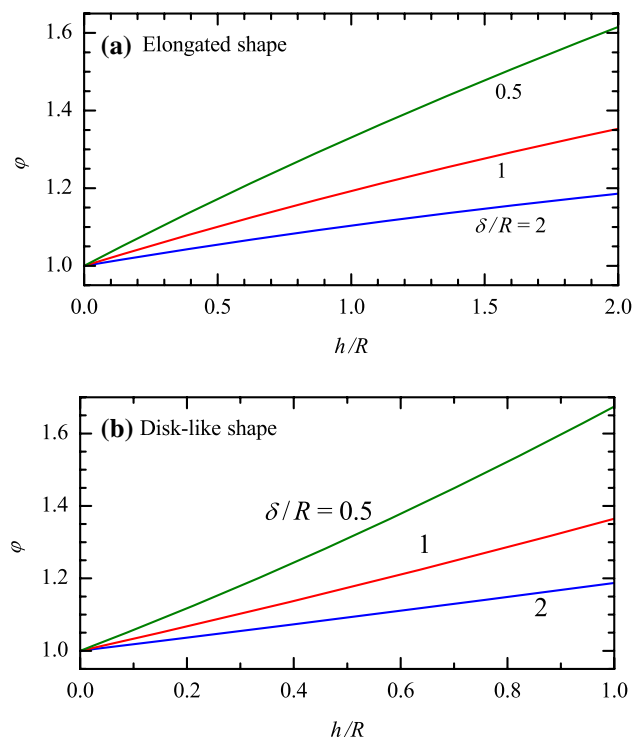 (a) Elongated shape
1.6
1.4
1.2
1.0
φ
0.5
1
δ/R = 2
0.0 0.5 1.0 1.5 2.0
h/R
(b) Disk-like shape
1.6
1.4
1.2
1.0
φ
δ/R = 0.5
1
2
0.0 0.2 0.4 0.6 0.8 1.0
h/R